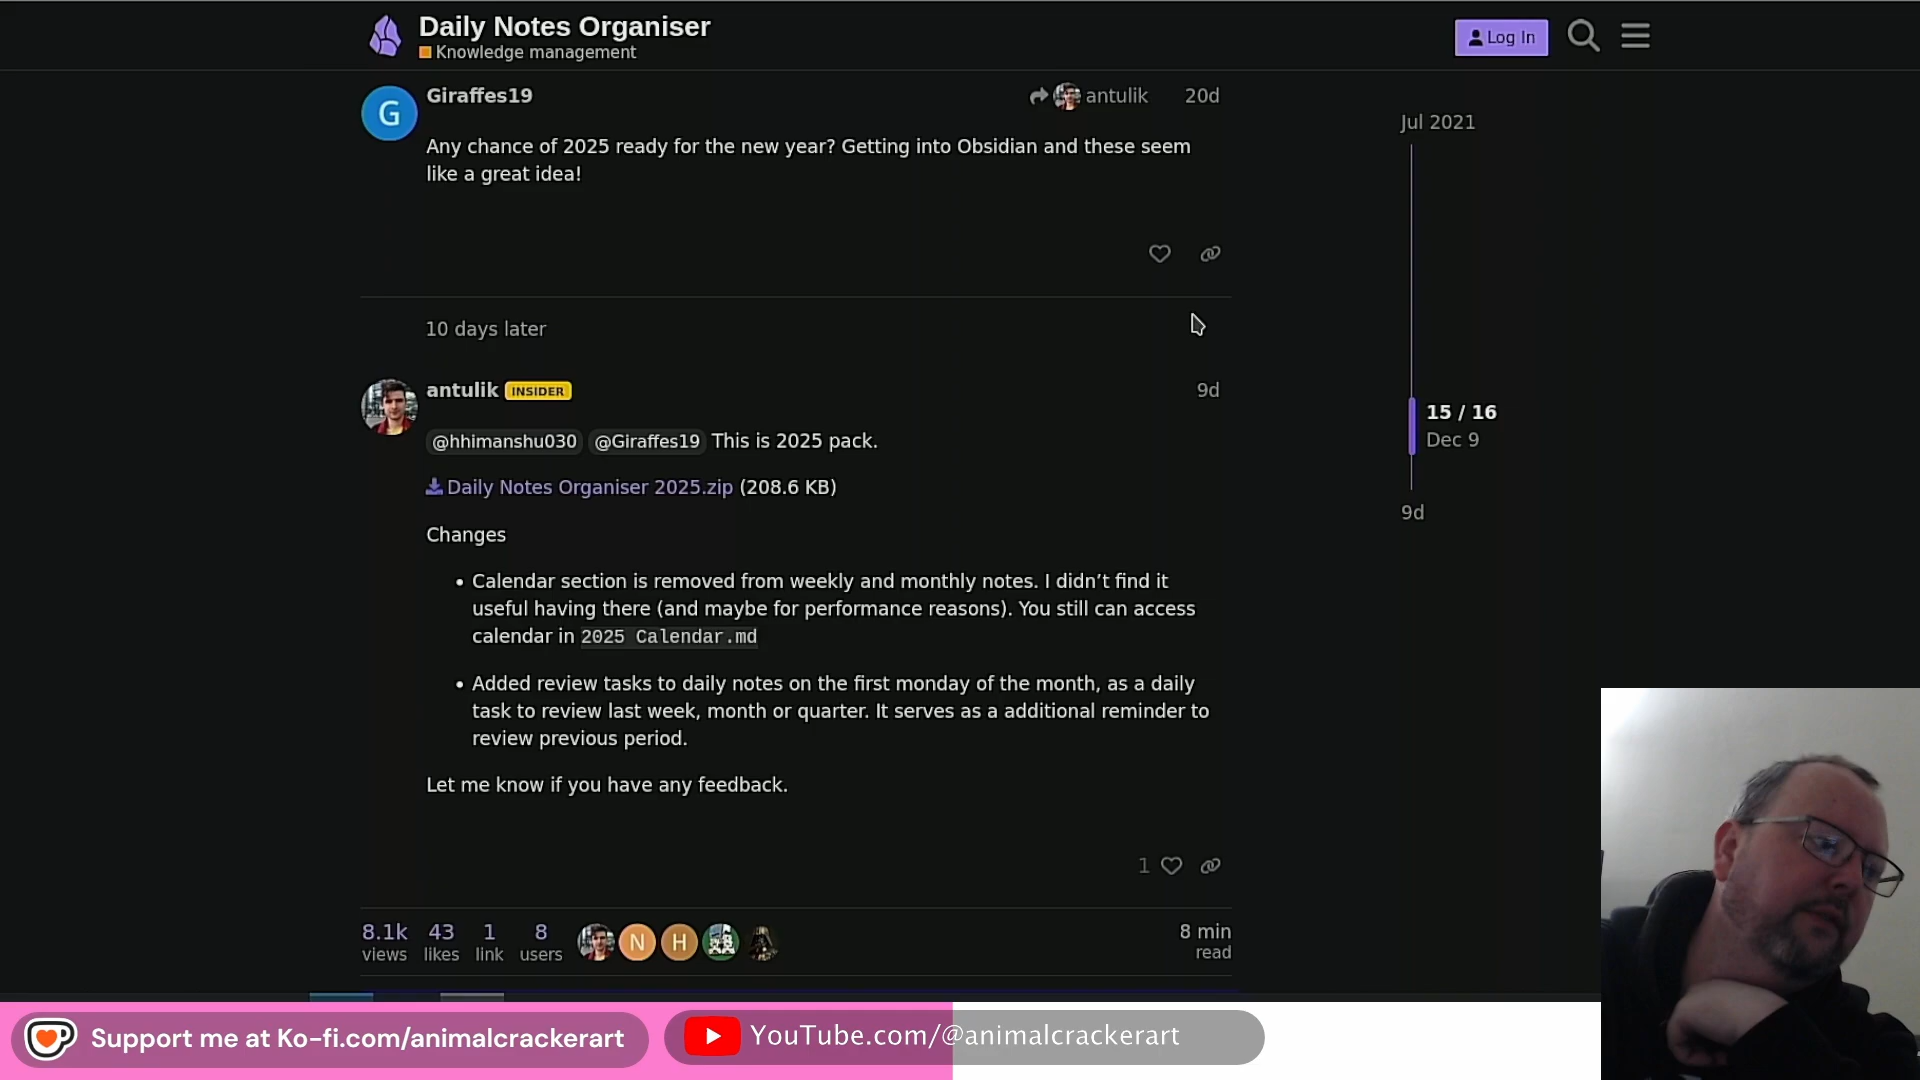 Daily Notes Organiser
Knowledge management
Log In
G
Giraffes19
antulik
20d
Any chance of 2025 ready for the new year? Getting into Obsidian and these seem
like a great idea!
Jul 2021
10 days later
antulik INSIDER
9d
15 / 16
Dec 9
@hhimanshu030 @Giraffes19 This is 2025 pack.
Daily Notes Organiser 2025.zip (208.6 KB)
9d
Changes
• Calendar section is removed from weekly and monthly notes. I didn’t find it
useful having there (and maybe for performance reasons). You still can access
calendar in 2025 Calendar.md
• Added review tasks to daily notes on the first monday of the month, as a daily
task to review last week, month or quarter. It serves as a additional reminder to
review previous period.
Let me know if you have any feedback.
1
8.1k views
43 likes
1 link
8 users
N
H
8 min read
Support me at Ko-fi.com/animalcrackerart
YouTube.com/@animalcrackerart